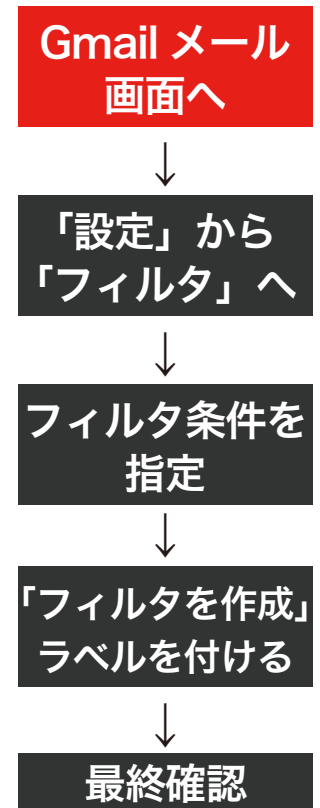 Gmail メール
画面へ
↓
「設定」から
「フィルタ」へ
↓
フィルタ条件を
指定
↓
「フィルタを作成」
ラベルを付ける
↓
最終確認